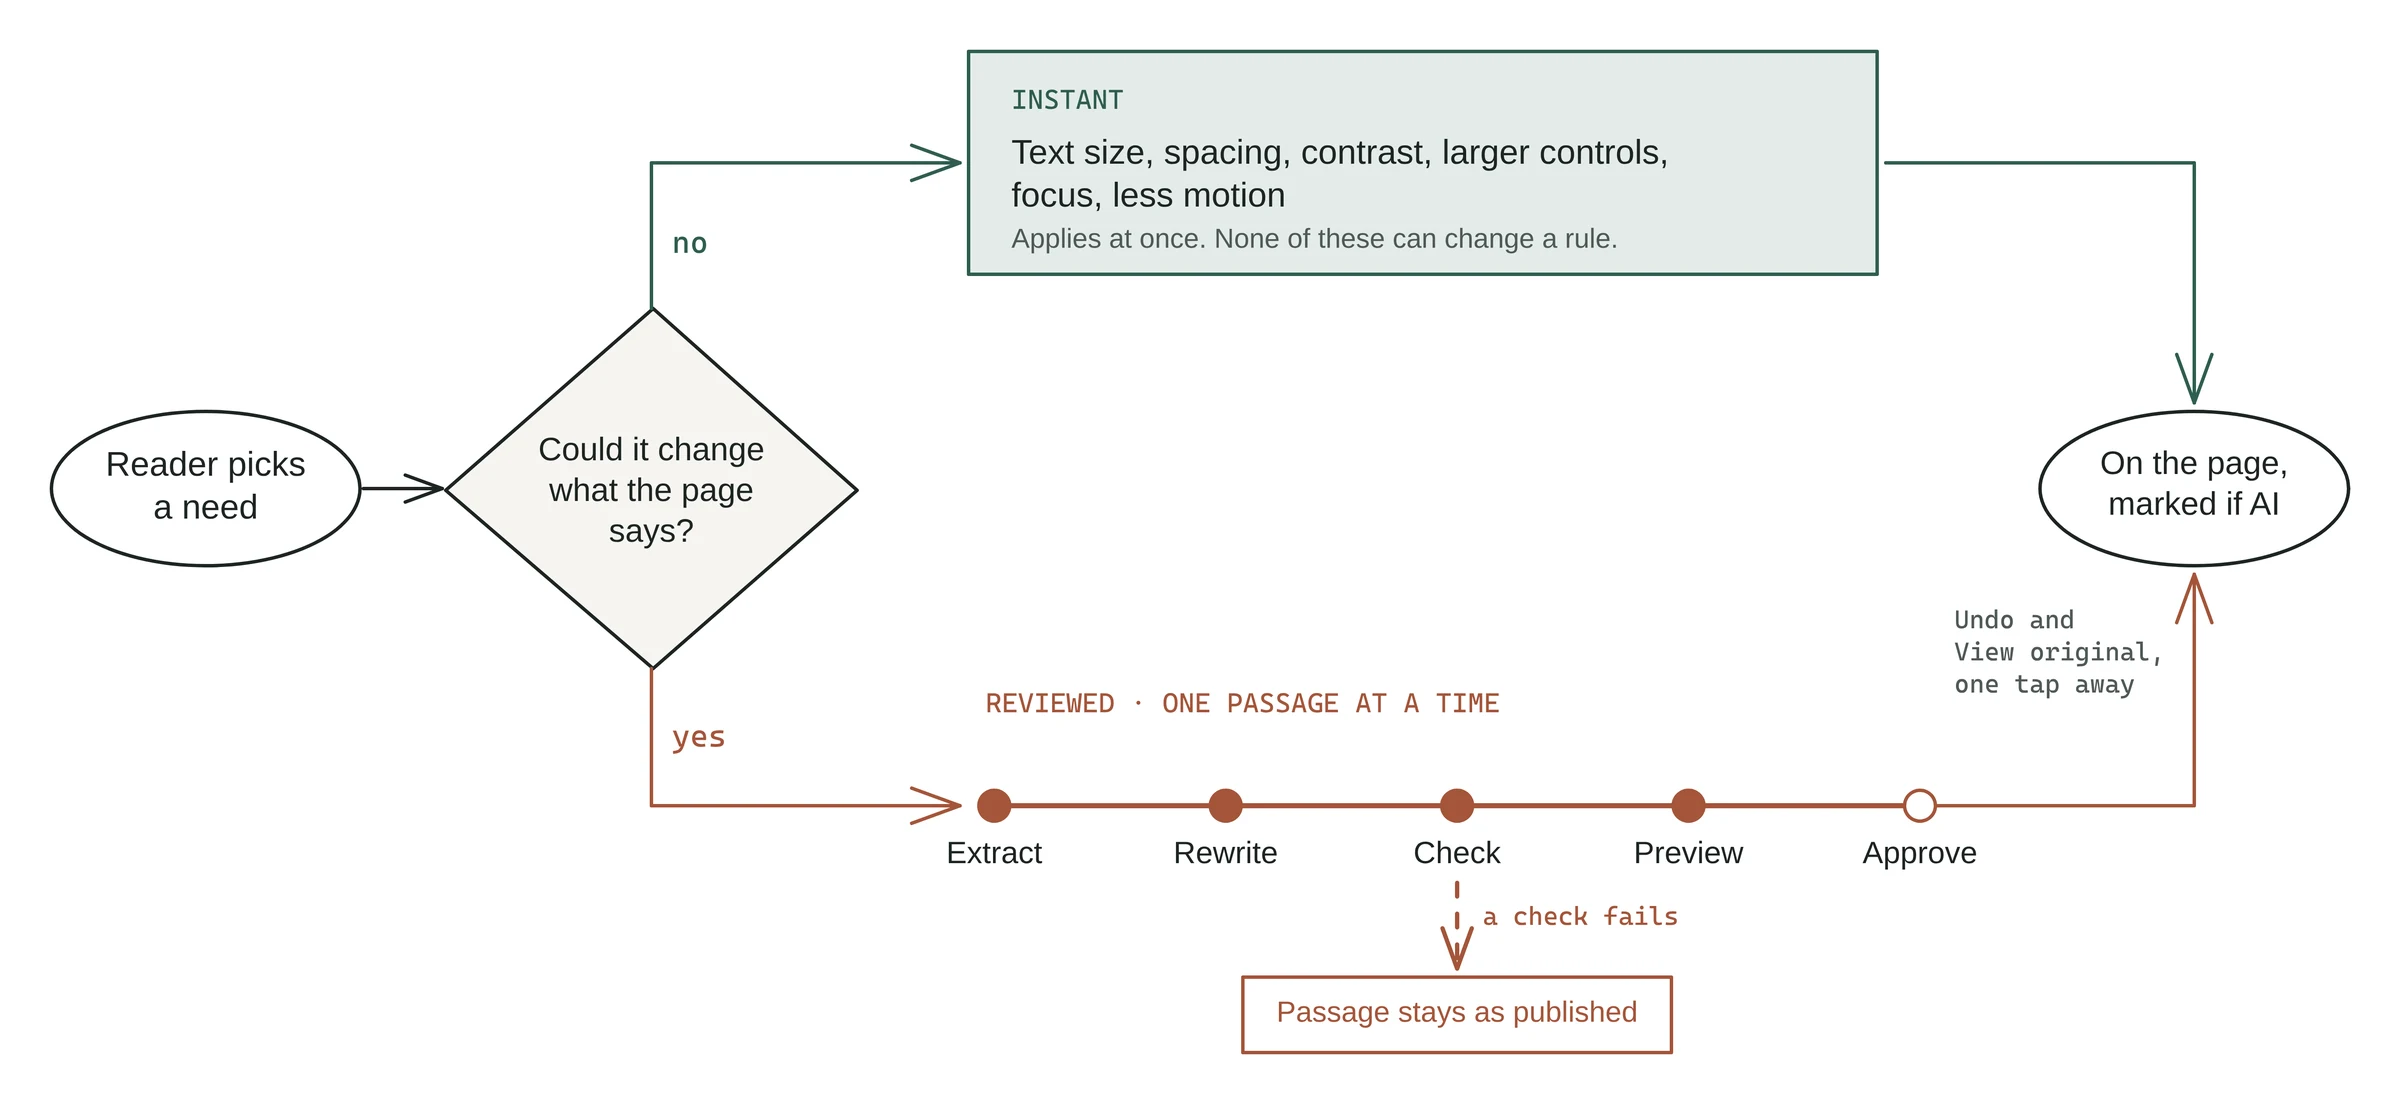 INSTANT
Text size, spacing, contrast, larger controls,
focus, less motion
Applies at once. None of these can change a rule.
no
Reader picks
a need
Could it change
what the page
says?
On the page,
marked if AI
Undo and
View original,
one tap away
yes
REVIEWED · ONE PASSAGE AT A TIME
Extract
Rewrite
Check
Preview
Approve
a check fails
Passage stays as published